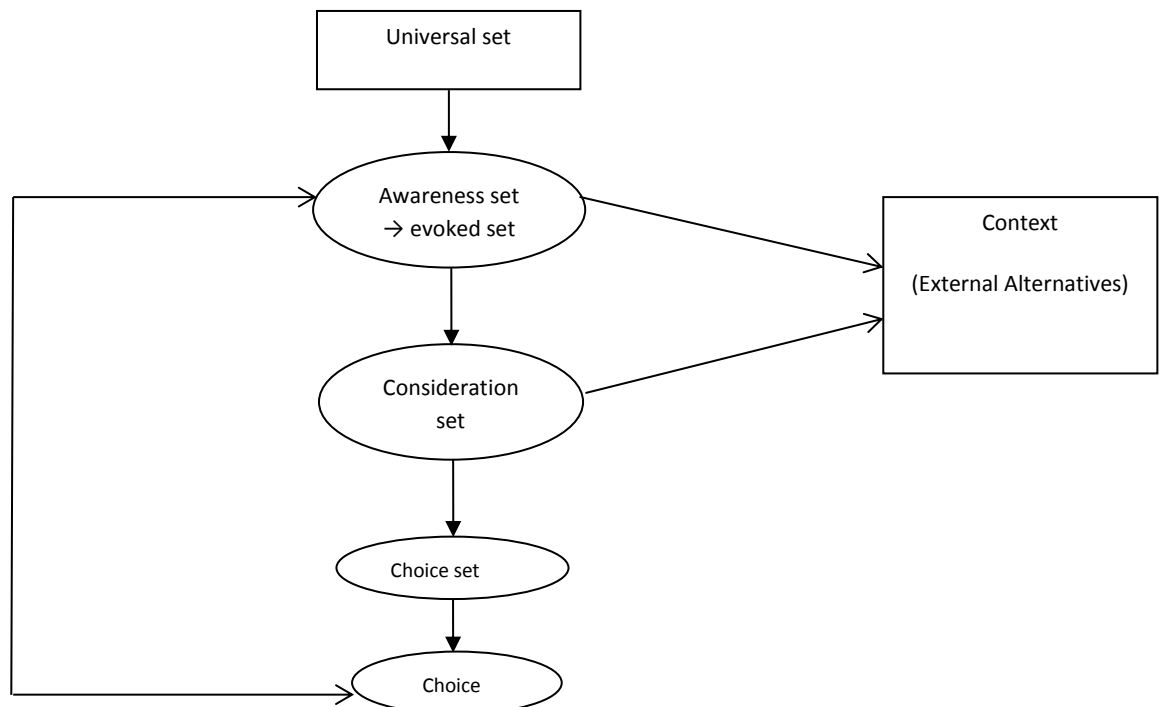 Universal set
Awareness set
→ evoked set
Context
(External Alternatives)
Consideration
set
Choice set
Choice